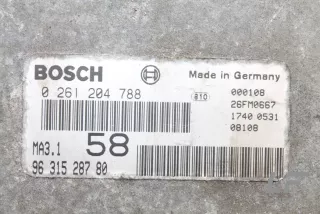 BOSCH
Made in Germany
0 261 204 788
810
000108
26FM0667
1740 0531
08108
MA3.1
58
96 315 287 80